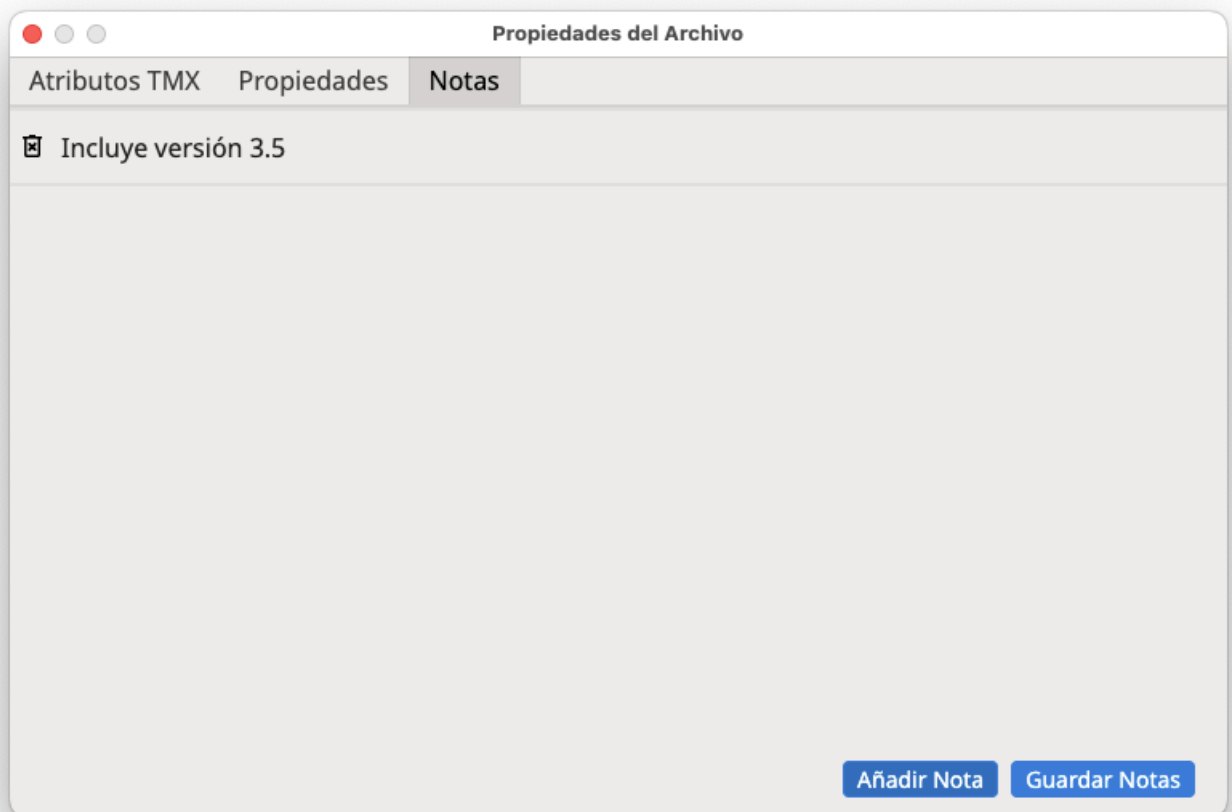 Propiedades del Archivo
Atributos TMX Propiedades Notas
Incluye versión 3.5
Añadir Nota Guardar Notas